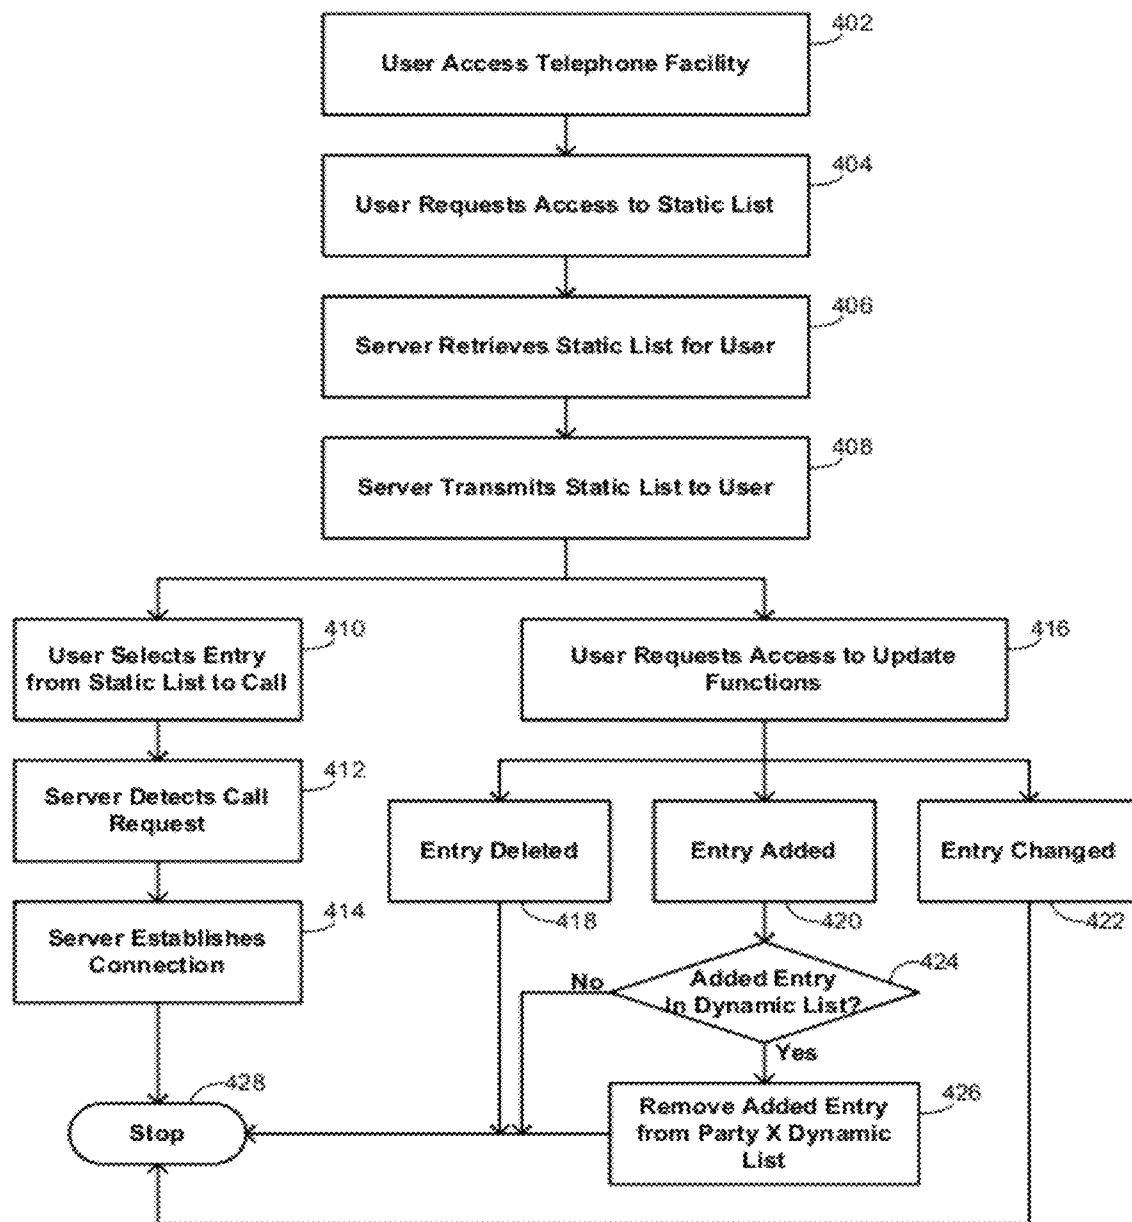 402
User Access Telephone Facility
404
User Requests Access to Static List
406
Server Retrieves Static List for User
408
Server Transmits Static List to User
410
User Selects Entry
from Static List to Call
416
User Requests Access to Update
Functions
412
Server Detects Call
Request
Entry Deleted
Entry Added
Entry Changed
418
420
422
414
Server Establishes
Connection
424
No
Added Entry
in Dynamic List?
Yes
428
Stop
426
Remove Added Entry
from Party X Dynamic
List